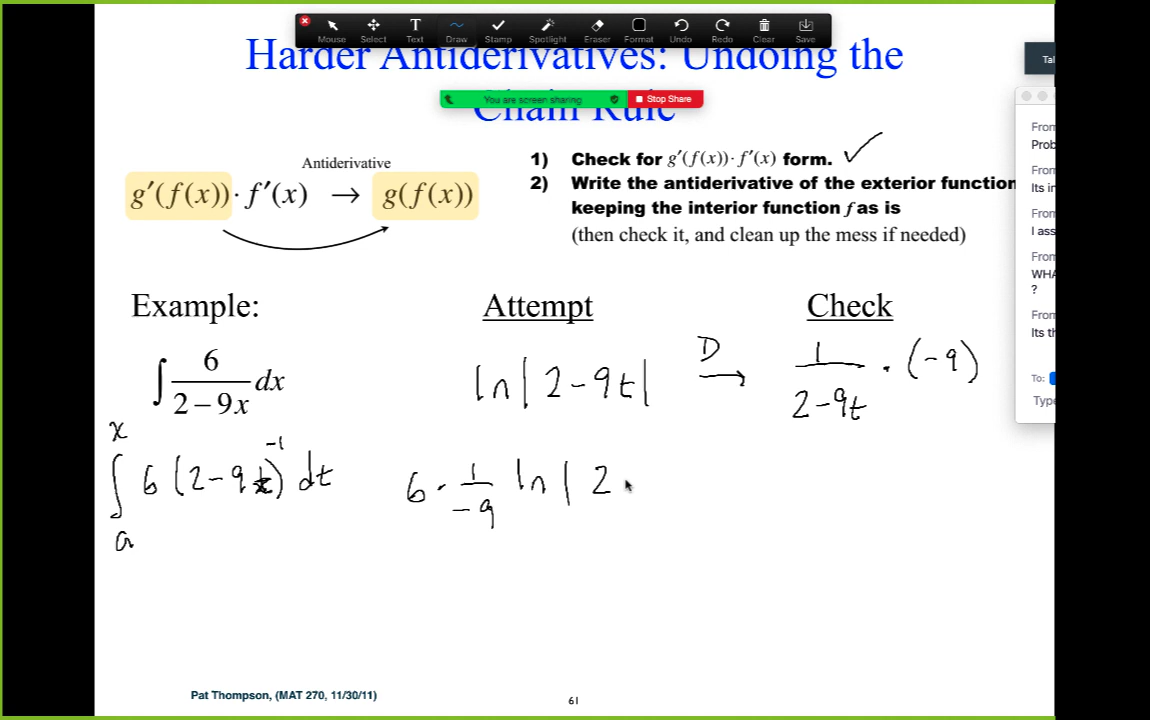 Mouse Select Text Draw Stamp Spotlight Eraser Format Undo Redo Clear Save
Harder Antiderivatives: Undoing the
Chain Rule
You are screen sharing Stop Share
Antiderivative
g′(f(x)) · f′(x) → g(f(x))
1) Check for g′(f(x)) · f′(x) form. ✓
2) Write the antiderivative of the exterior function
keeping the interior function f as is
(then check it, and clean up the mess if needed)
From
Its in
From
I ass
From
WHA
?
From
Its th
To:
Type
Example: Attempt Check
∫ 6/(2 − 9x) dx
ln|2 − 9t| D→ 1/(2 − 9t) · (−9)
∫ₐˣ 6(2 − 9t)⁻¹ dt 6 · 1/−9 ln|2
Pat Thompson, (MAT 270, 11/30/11)
61